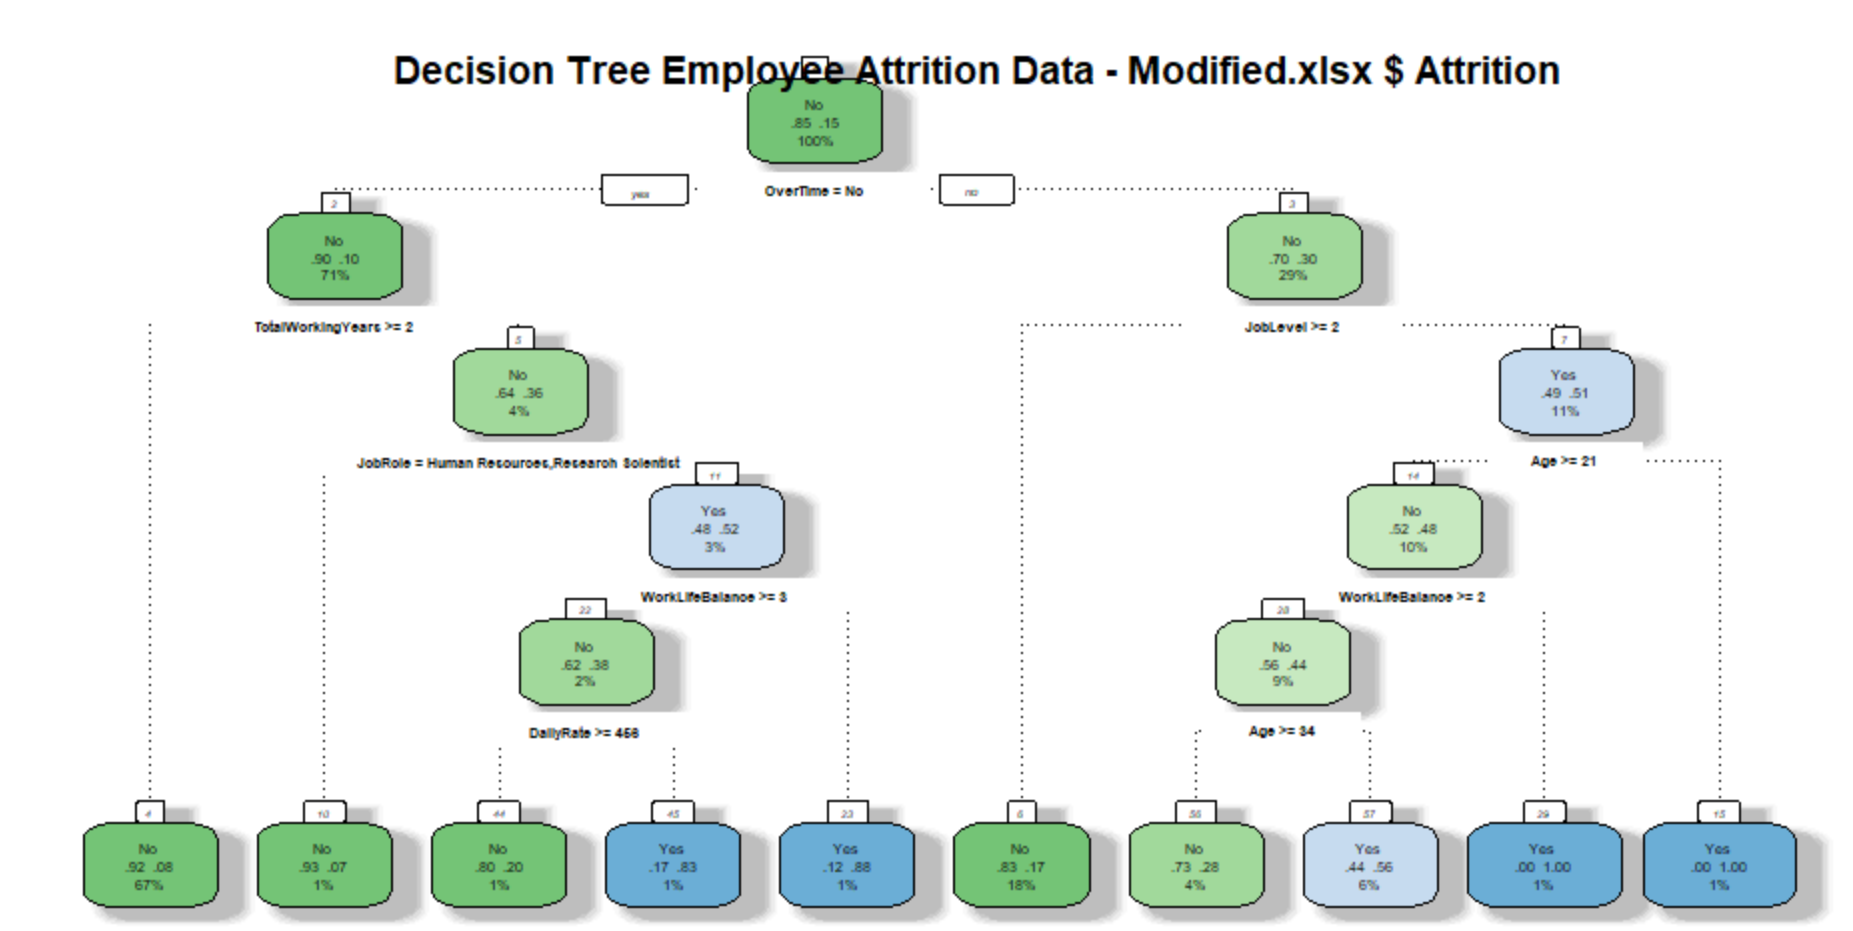 Decision Tree Employee Attrition Data - Modified.xlsx $ Attrition
No
.85 .15
100%
yes
OverTime = No
no
2
No
.90 .10
71%
3
No
.70 .30
29%
TotalWorkingYears >= 2
JobLevel >= 2
5
No
.64 .36
4%
7
Yes
.49 .51
11%
JobRole = Human Resources,Research Scientist
Age >= 21
11
Yes
.48 .52
3%
14
No
.52 .48
10%
WorkLifeBalance >= 3
WorkLifeBalance >= 2
22
No
.62 .38
2%
28
No
.56 .44
9%
DailyRate >= 456
Age >= 34
4
No
.92 .08
67%
10
No
.93 .07
1%
44
No
.80 .20
1%
45
Yes
.17 .83
1%
23
Yes
.12 .88
1%
6
No
.83 .17
18%
56
No
.73 .28
4%
57
Yes
.44 .56
6%
29
Yes
.00 1.00
1%
15
Yes
.00 1.00
1%